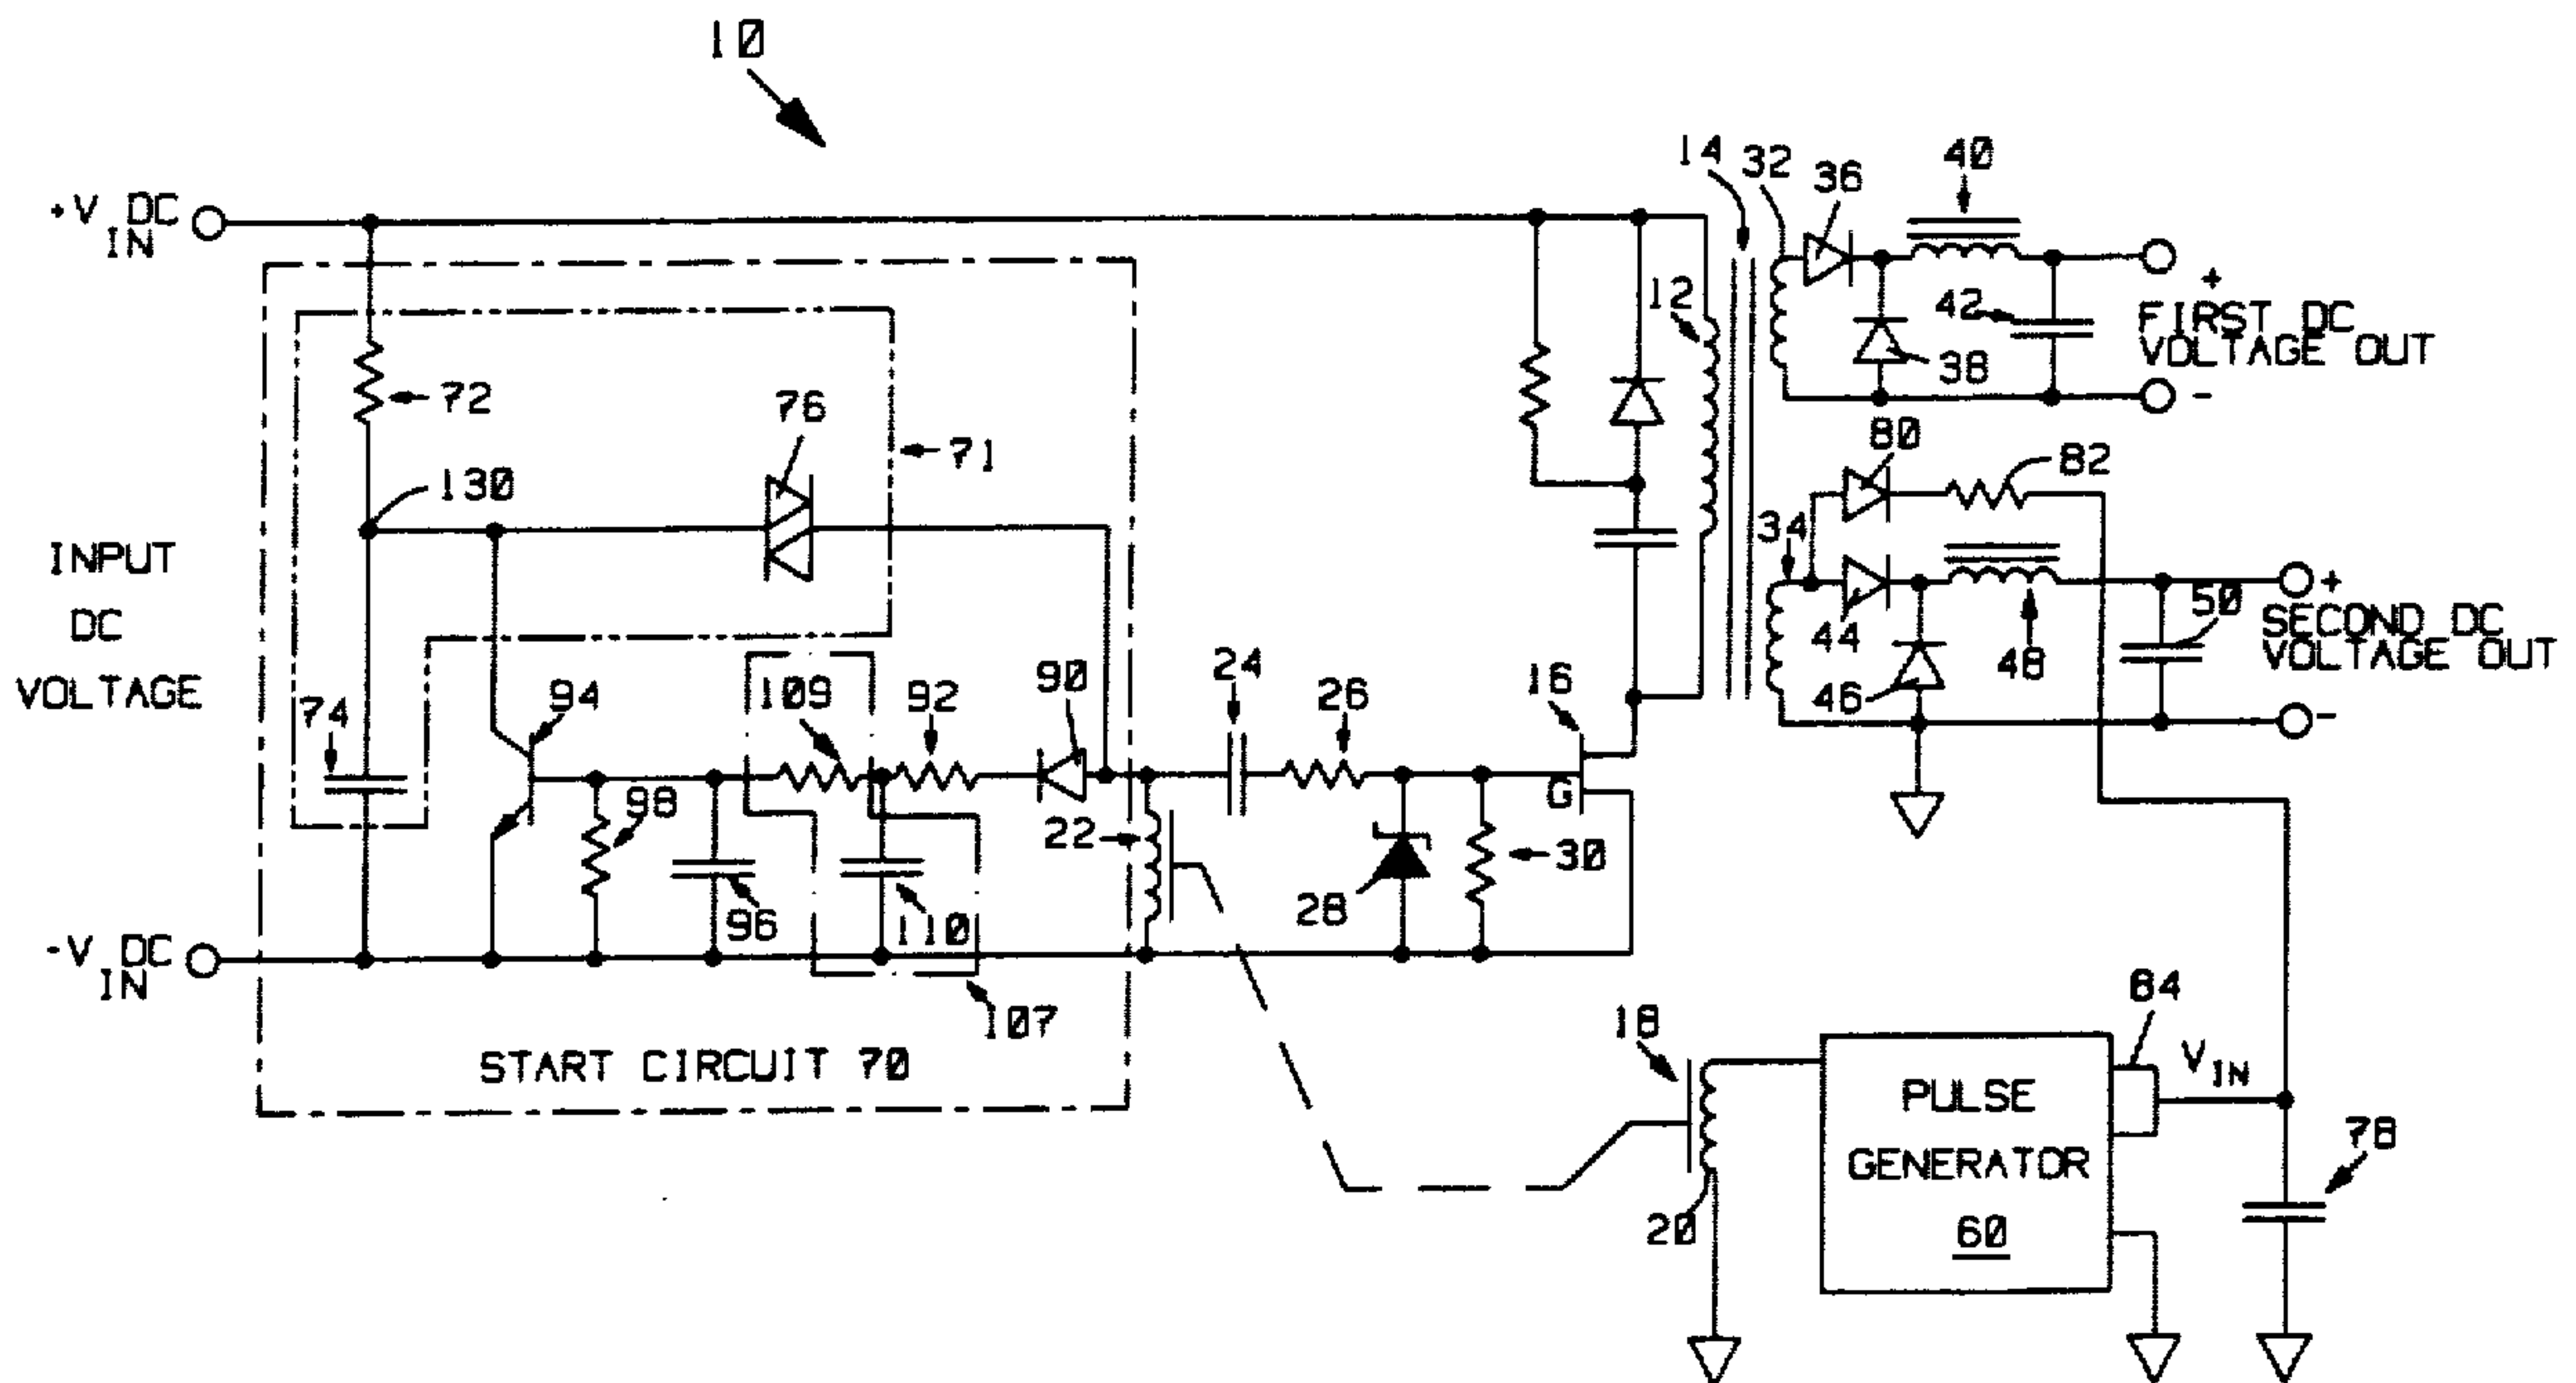 10
+V DC
IN
14
32
36
40
12
42
38
+
FIRST DC
VOLTAGE OUT
-
72
76
71
80
82
130
34
INPUT
DC
VOLTAGE
44
48
50
+
SECOND DC
VOLTAGE OUT
46
-
74
94
109
92
90
24
26
16
G
98
22
28
30
96
110
-V DC
IN
107
START CIRCUIT 70
18
20
PULSE
GENERATOR
60
84
VIN
78